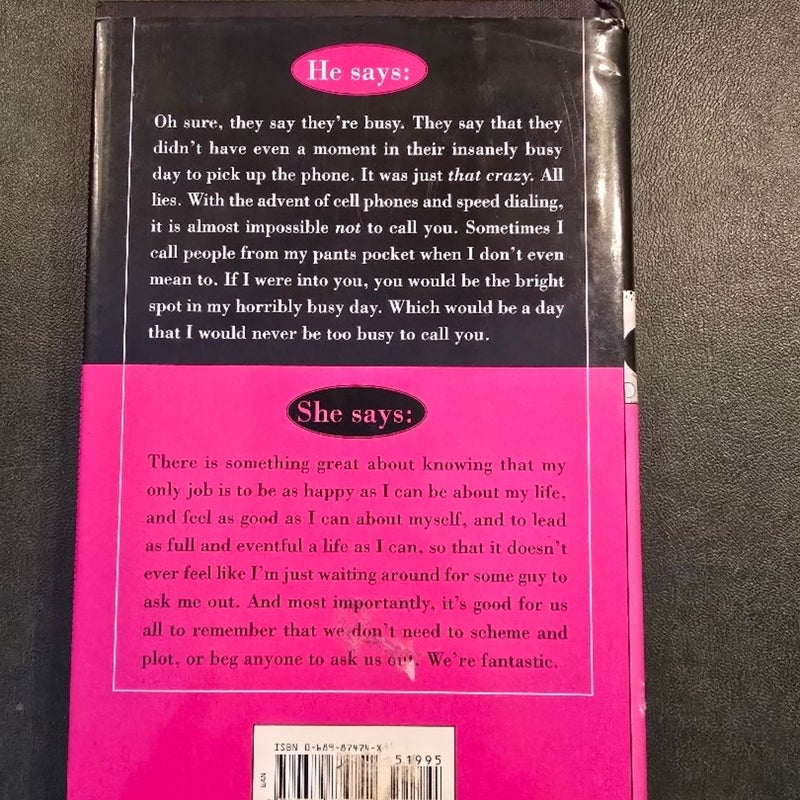 He says:
Oh sure, they say they're busy. They say that they
didn't have even a moment in their insanely busy
day to pick up the phone. It was just that crazy. All
lies. With the advent of cell phones and speed dialing,
it is almost impossible not to call you. Sometimes I
call people from my pants pocket when I don't even
mean to. If I were into you, you would be the bright
spot in my horribly busy day. Which would be a day
that I would never be too busy to call you.
She says:
There is something great about knowing that my
only job is to be as happy as I can be about my life,
and feel as good as I can about myself, and to lead
as full and eventful a life as I can, so that it doesn't
ever feel like I'm just waiting around for some guy to
ask me out. And most importantly, it's good for us
all to remember that we don't need to scheme and
plot, or beg anyone to ask us out. We're fantastic.
ISBN 0-689-87474-X
51995
EAN